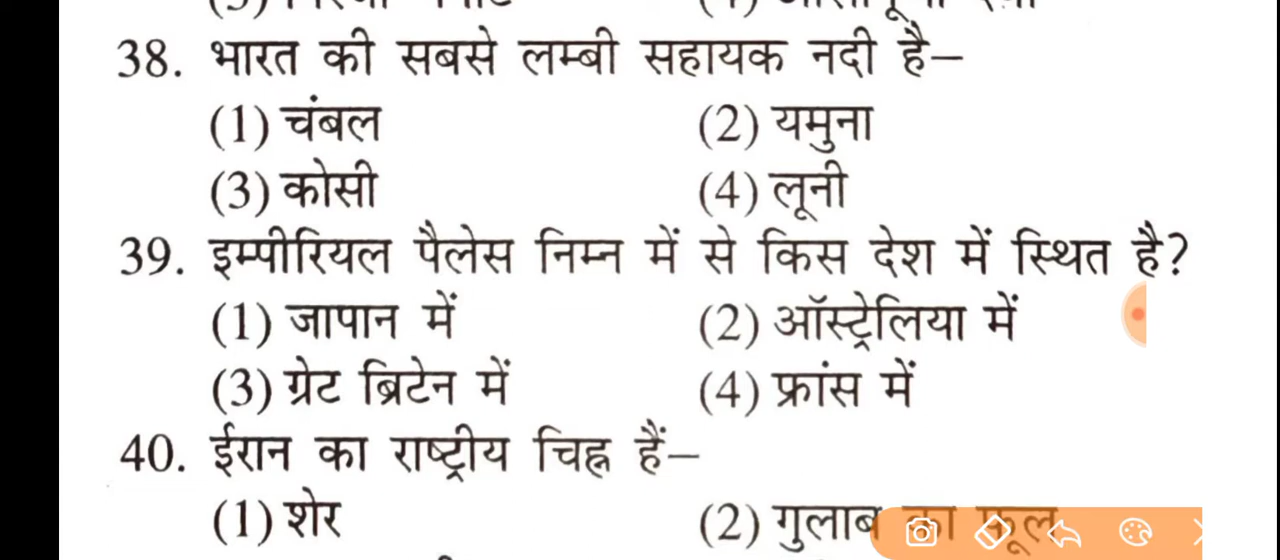 38. भारत की सबसे लम्बी सहायक नदी है–
(1) चंबल (2) यमुना
(3) कोसी (4) लूनी
39. इम्पीरियल पैलेस निम्न में से किस देश में स्थित है?
(1) जापान में (2) ऑस्ट्रेलिया में
(3) ग्रेट ब्रिटेन में (4) फ्रांस में
40. ईरान का राष्ट्रीय चिह्न हैं–
(1) शेर (2) गुलाब का फूल